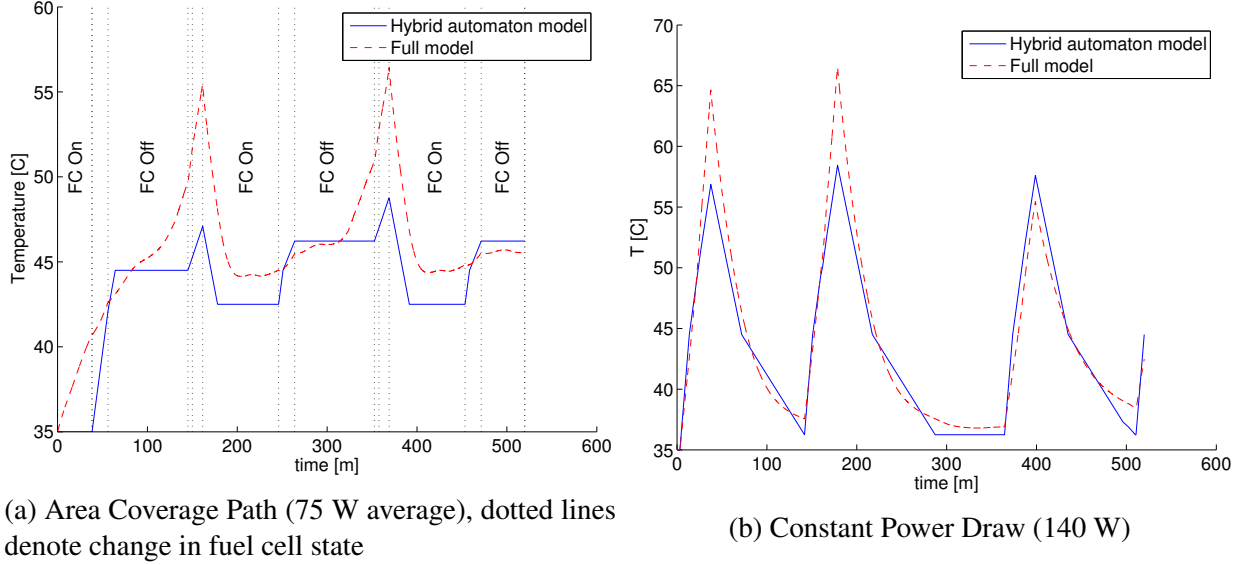 60
55
50
45
40
35
Temperature [C]
Hybrid automaton model
Full model
FC On
FC Off
FC On
FC Off
FC On
FC Off
0
100
200
300
400
500
600
time [m]
(a) Area Coverage Path (75 W average), dotted lines
denote change in fuel cell state
70
65
60
55
50
45
40
35
T [C]
Hybrid automaton model
Full model
0
100
200
300
400
500
600
time [m]
(b) Constant Power Draw (140 W)